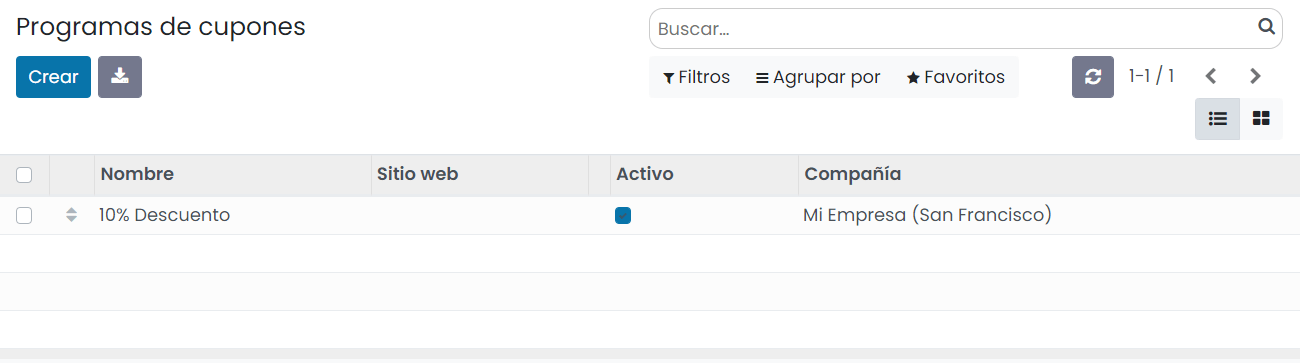 Programas de cupones
Buscar...
Crear
Filtros Agrupar por Favoritos 1-1 / 1
Nombre Sitio web Activo Compañía
10% Descuento Mi Empresa (San Francisco)